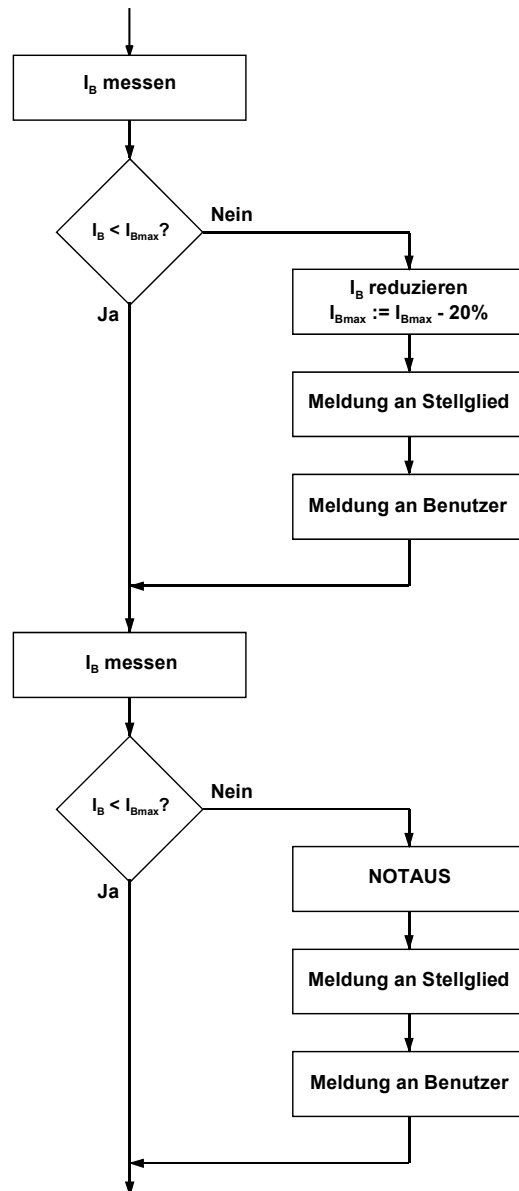 I_B messen
I_B < I_Bmax?
Nein
Ja
I_B reduzieren
I_Bmax := I_Bmax - 20%
Meldung an Stellglied
Meldung an Benutzer
I_B messen
I_B < I_Bmax?
Nein
Ja
NOTAUS
Meldung an Stellglied
Meldung an Benutzer